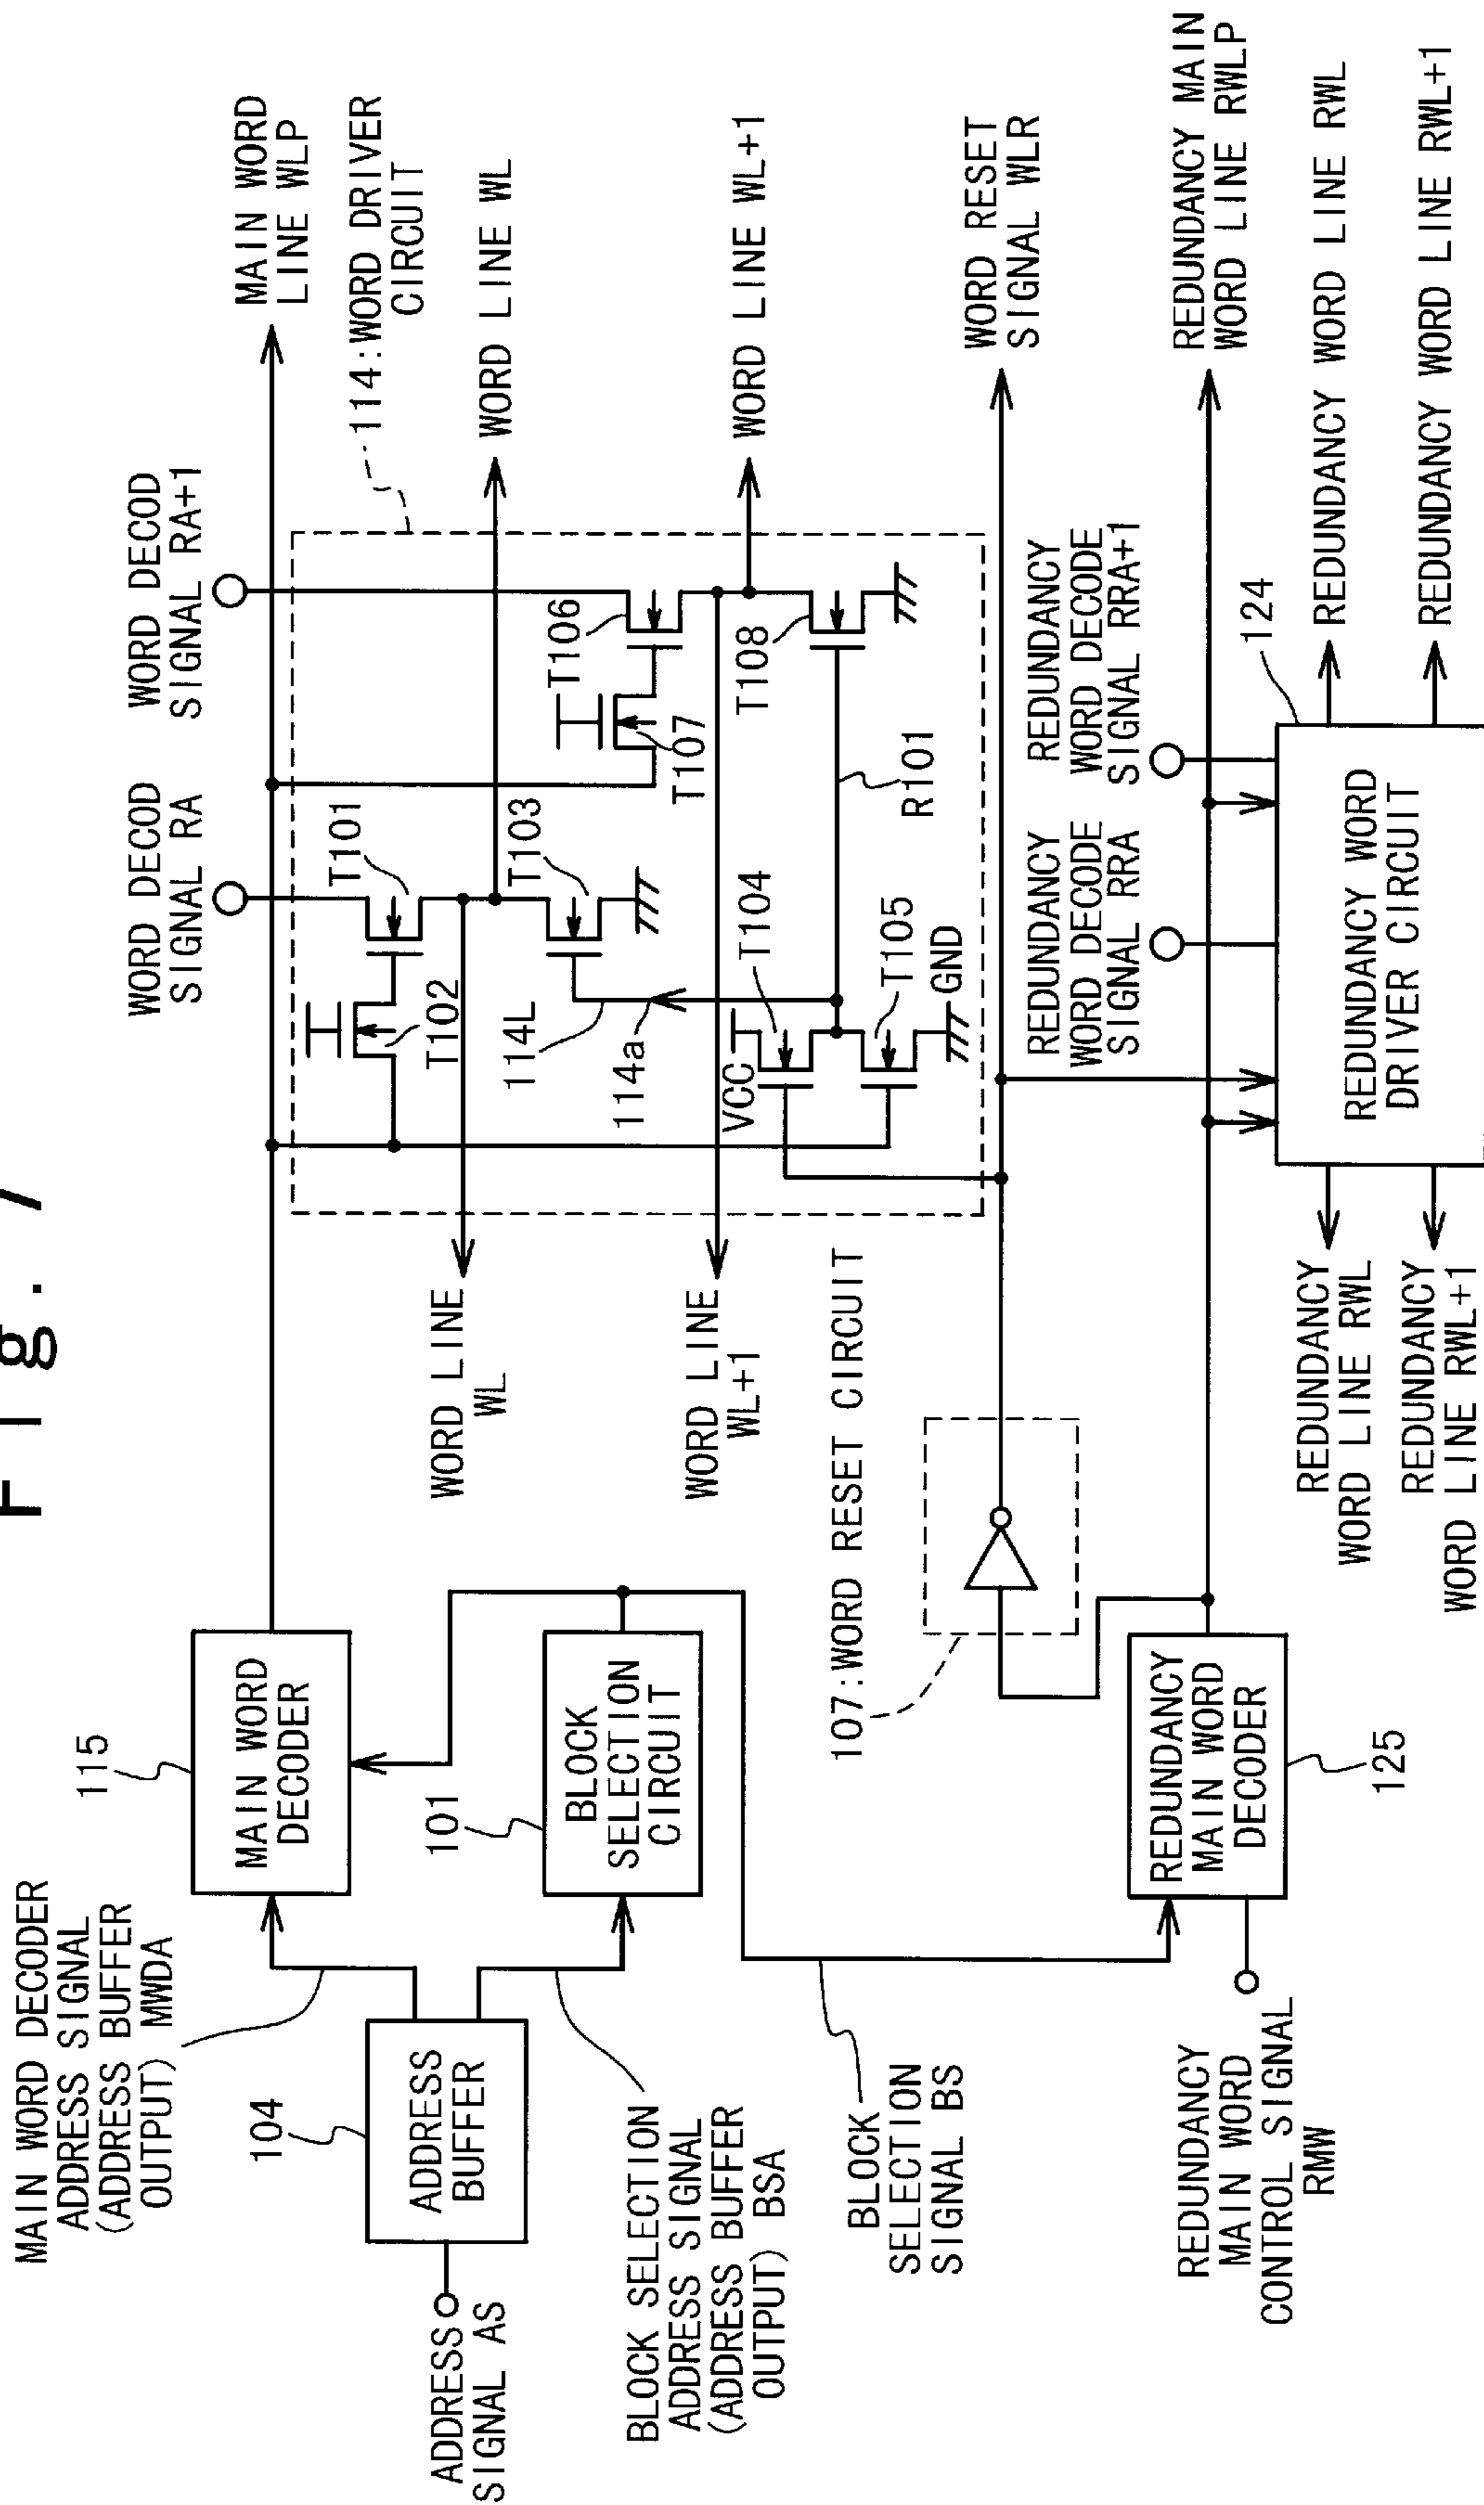 Fig. 7
MAIN WORD DECODER
ADDRESS SIGNAL
(ADDRESS BUFFER
OUTPUT) MWDA
115
MAIN WORD
DECODER
WORD DECOD
SIGNAL RA
WORD DECOD
SIGNAL RA+1
MAIN WORD
LINE WLP
104
ADDRESS
BUFFER
ADDRESS
SIGNAL AS
101
BLOCK
SELECTION
CIRCUIT
BLOCK SELECTION
ADDRESS SIGNAL
(ADDRESS BUFFER
OUTPUT) BSA
BLOCK
SELECTION
SIGNAL BS
114:WORD DRIVER
CIRCUIT
T101
T102
T103
114L
114a
T104
VCC
T105
GND
T106
T107
T108
R101
WORD LINE
WL
WORD LINE
WL+1
WORD LINE WL
WORD LINE WL+1
107:WORD RESET CIRCUIT
WORD RESET
SIGNAL WLR
REDUNDANCY
MAIN WORD
DECODER
125
REDUNDANCY
MAIN WORD
CONTROL SIGNAL
RMW
REDUNDANCY
WORD DECODE
SIGNAL RRA
REDUNDANCY
WORD DECODE
SIGNAL RRA+1
REDUNDANCY MAIN
WORD LINE RWLP
124
REDUNDANCY WORD
DRIVER CIRCUIT
REDUNDANCY
WORD LINE RWL
REDUNDANCY
WORD LINE RWL+1
REDUNDANCY WORD LINE RWL
REDUNDANCY WORD LINE RWL+1